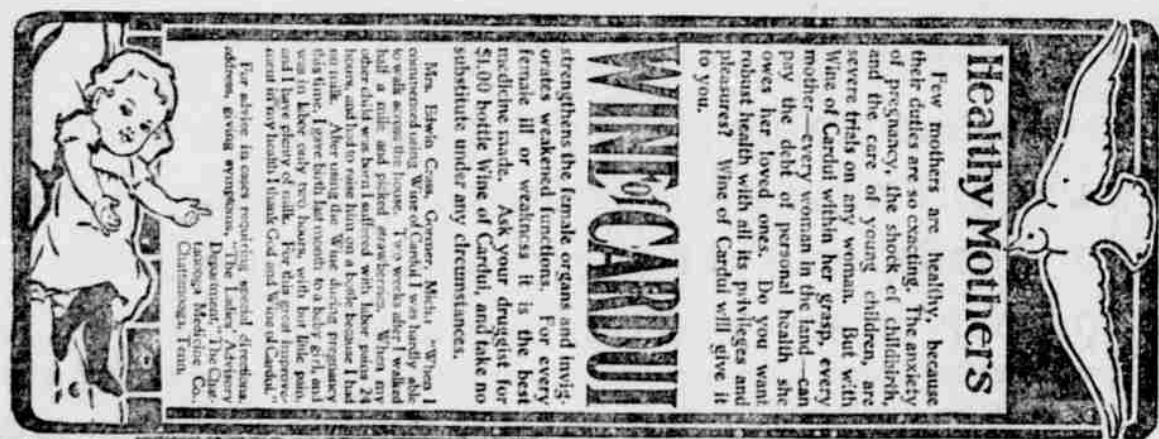 Healthy Mothers
Few mothers are healthy, because
their duties are so exacting. The anxiety
of pregnancy, the shock of childbirth,
and the care of young children, are
severe trials on any woman. But with
Wine of Cardui within her grasp, every
mother—every woman in the land—can
pay the debt of personal health she
owes her loved ones. Do you want
robust health with all its privileges and
pleasures? Wine of Cardui will give it
to you.
WINE of CARDUI
strengthens the female organs and invig-
orates weakened functions. For every
female ill or weakness it is the best
medicine made. Ask your druggist for
$1.00 bottle Wine of Cardui, and take no
substitute under any circumstances.
Mrs. Edwin Cross, Mich.: "When I
commenced using Wine of Cardui I was hardly able
to walk across the house. Two weeks after I walked
half a mile and picked strawberries. When my
other child was born I suffered with labor pains 24
hours, and had to raise him on a bottle because I had
no milk. After using the Wine during pregnancy
this time, I gave birth last month to a baby girl, and
was in labor only two hours, with but little pain,
and I have plenty of milk. For this great improve-
ment in my health I thank God and Wine of Cardui."
For advice in cases requiring special directions,
address, giving symptoms, "The Ladies' Advisory
Department," The Chat-
tanooga Medicine Co.,
Chattanooga, Tenn.